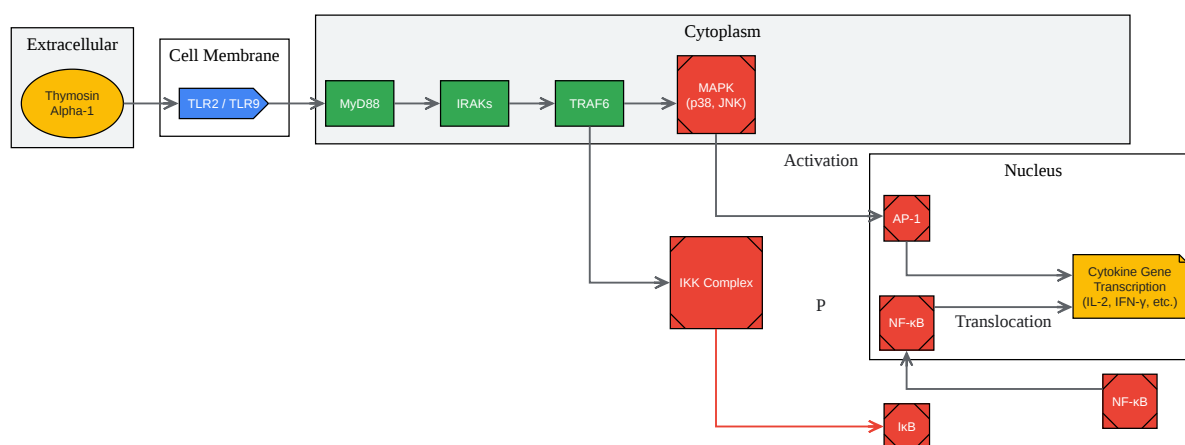 Extracellular
Thymosin
Alpha-1
Cell Membrane
TLR2 / TLR9
Cytoplasm
MyD88
IRAKs
TRAF6
MAPK
(p38, JNK)
Activation
Nucleus
AP-1
IKK Complex
Cytokine Gene
Transcription
(IL-2, IFN-γ, etc.)
P
NF-κB
Translocation
NF-κB
IκB